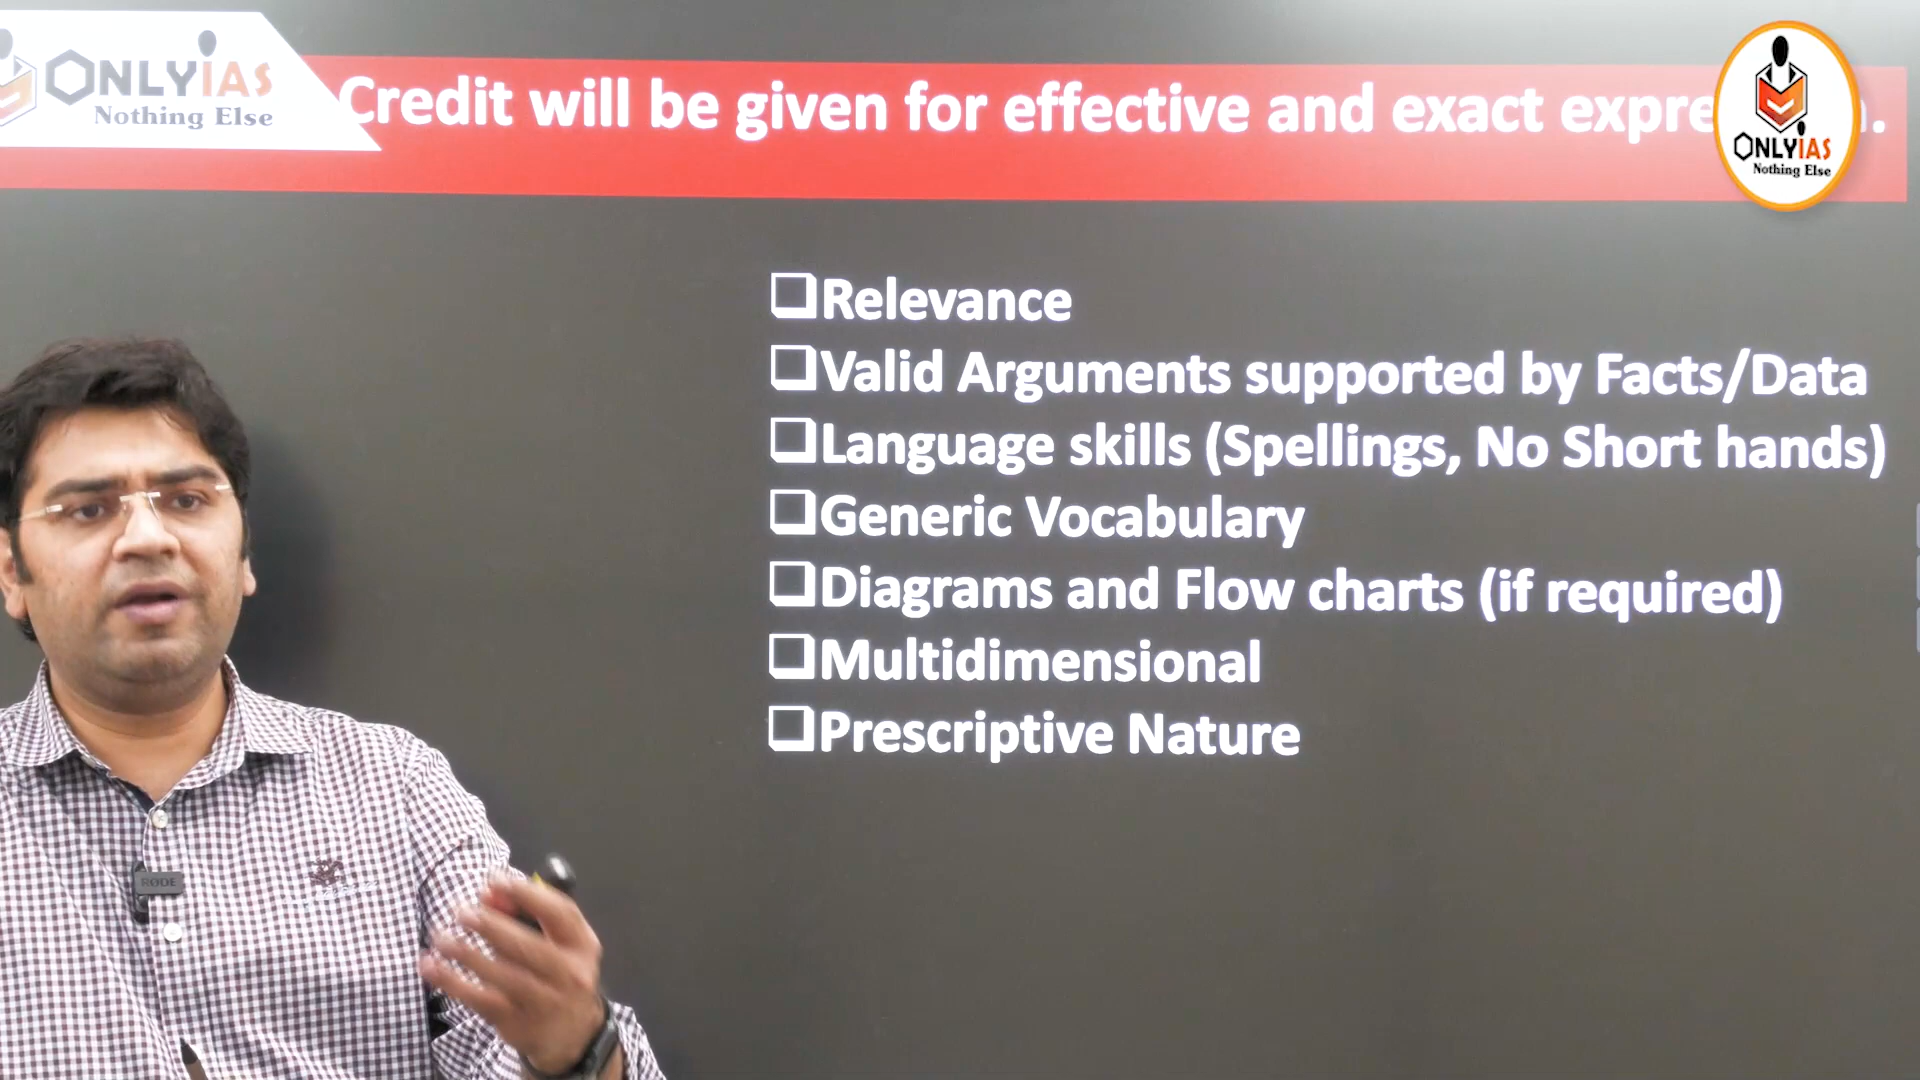 ONLYIAS
Nothing Else
Credit will be given for effective and exact
ONLYIAS
Nothing Else
❑Relevance
❑Valid Arguments supported by Facts/Data
❑Language skills (Spellings, No Short hands)
❑Generic Vocabulary
❑Diagrams and Flow charts (if required)
❑Multidimensional
❑Prescriptive Nature
RØDE